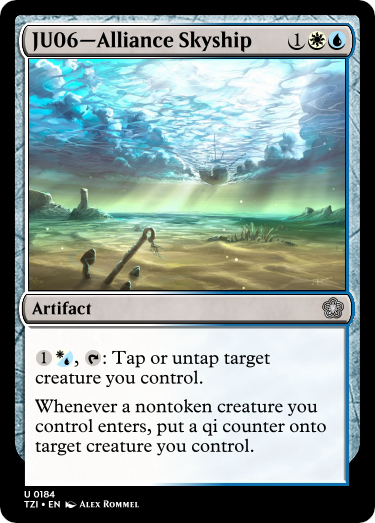 JU06—Alliance Skyship 1
Artifact
1 , : Tap or untap target
creature you control.
Whenever a nontoken creature you
control enters, put a qi counter onto
target creature you control.
U 0184
TZI • EN Alex Rommel